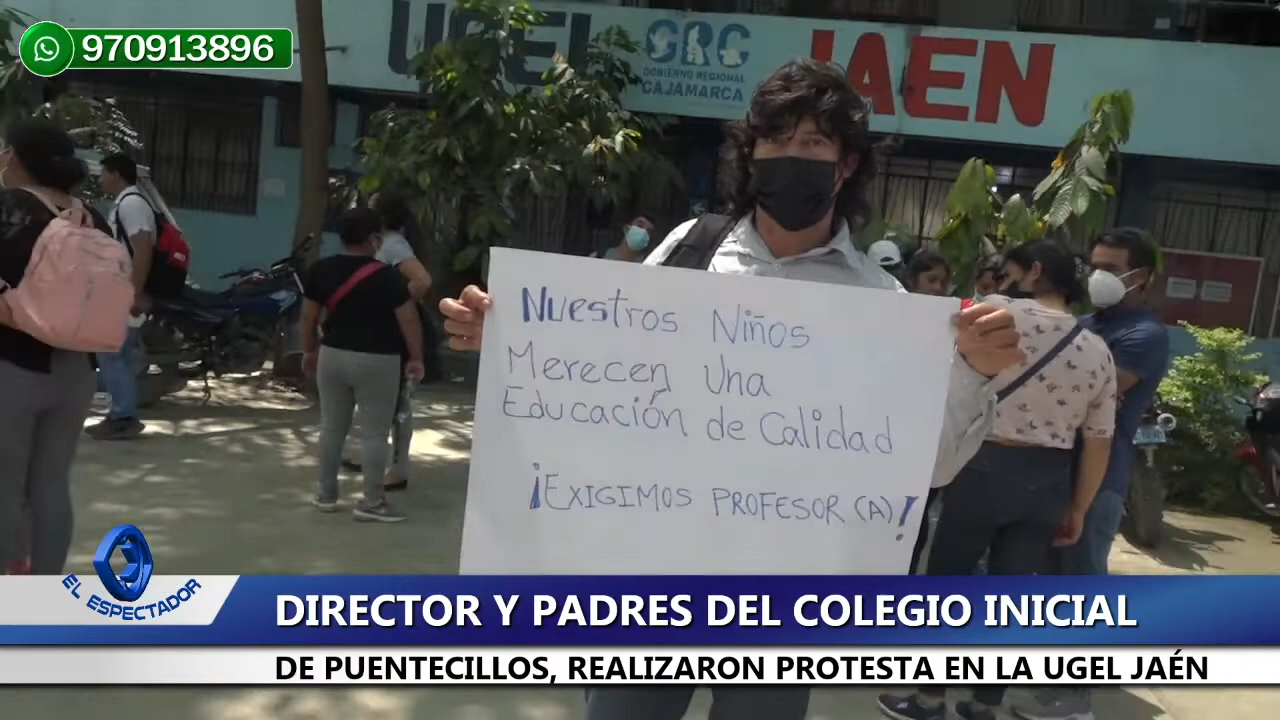 970913896
UGEL
GRC
GOBIERNO REGIONAL
CAJAMARCA
JAEN
Nuestros Niños
Merecen Una
Educación de Calidad
¡EXIGIMOS PROFESOR (A)!
EL ESPECTADOR
DIRECTOR Y PADRES DEL COLEGIO INICIAL
DE PUENTECILLOS, REALIZARON PROTESTA EN LA UGEL JAÉN